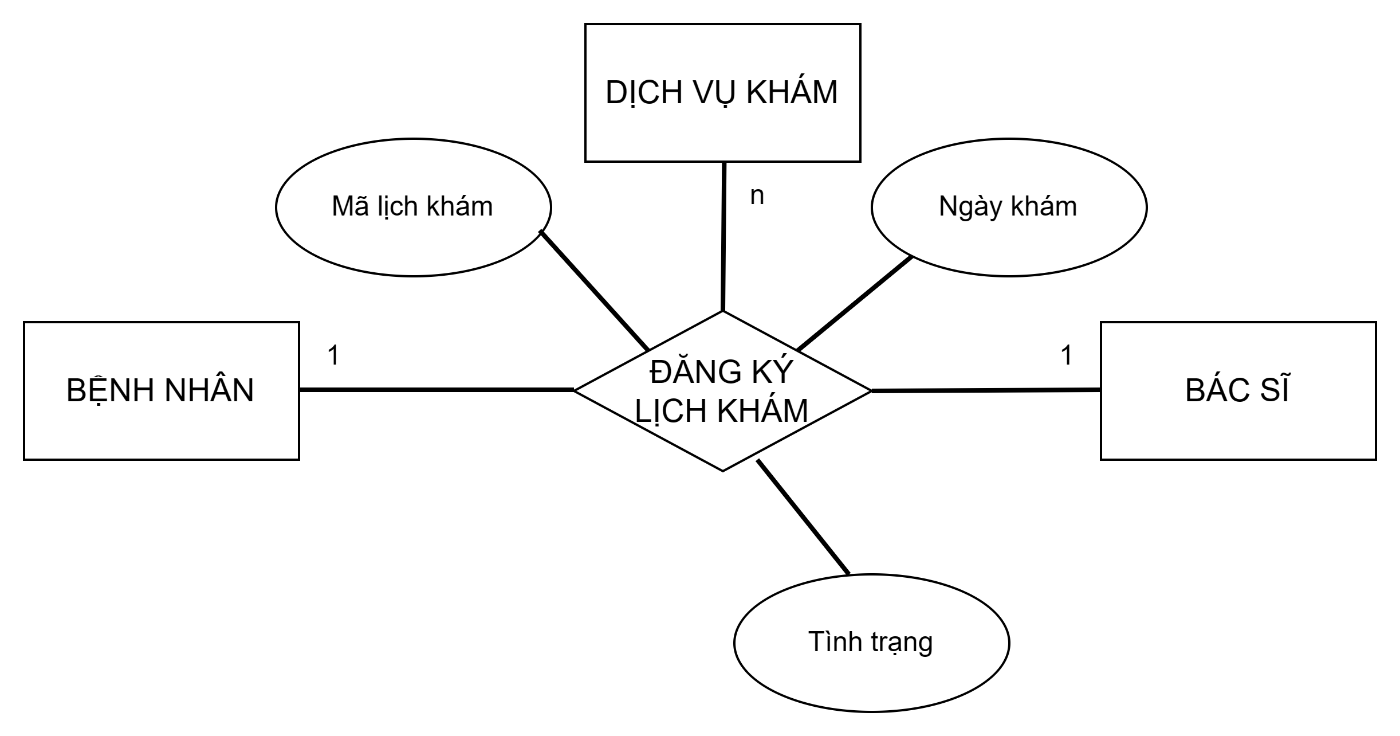 DỊCH VỤ KHÁM
n
Mã lịch khám
Ngày khám
BỆNH NHÂN
1
ĐĂNG KÝ
LỊCH KHÁM
1
BÁC SĨ
Tình trạng